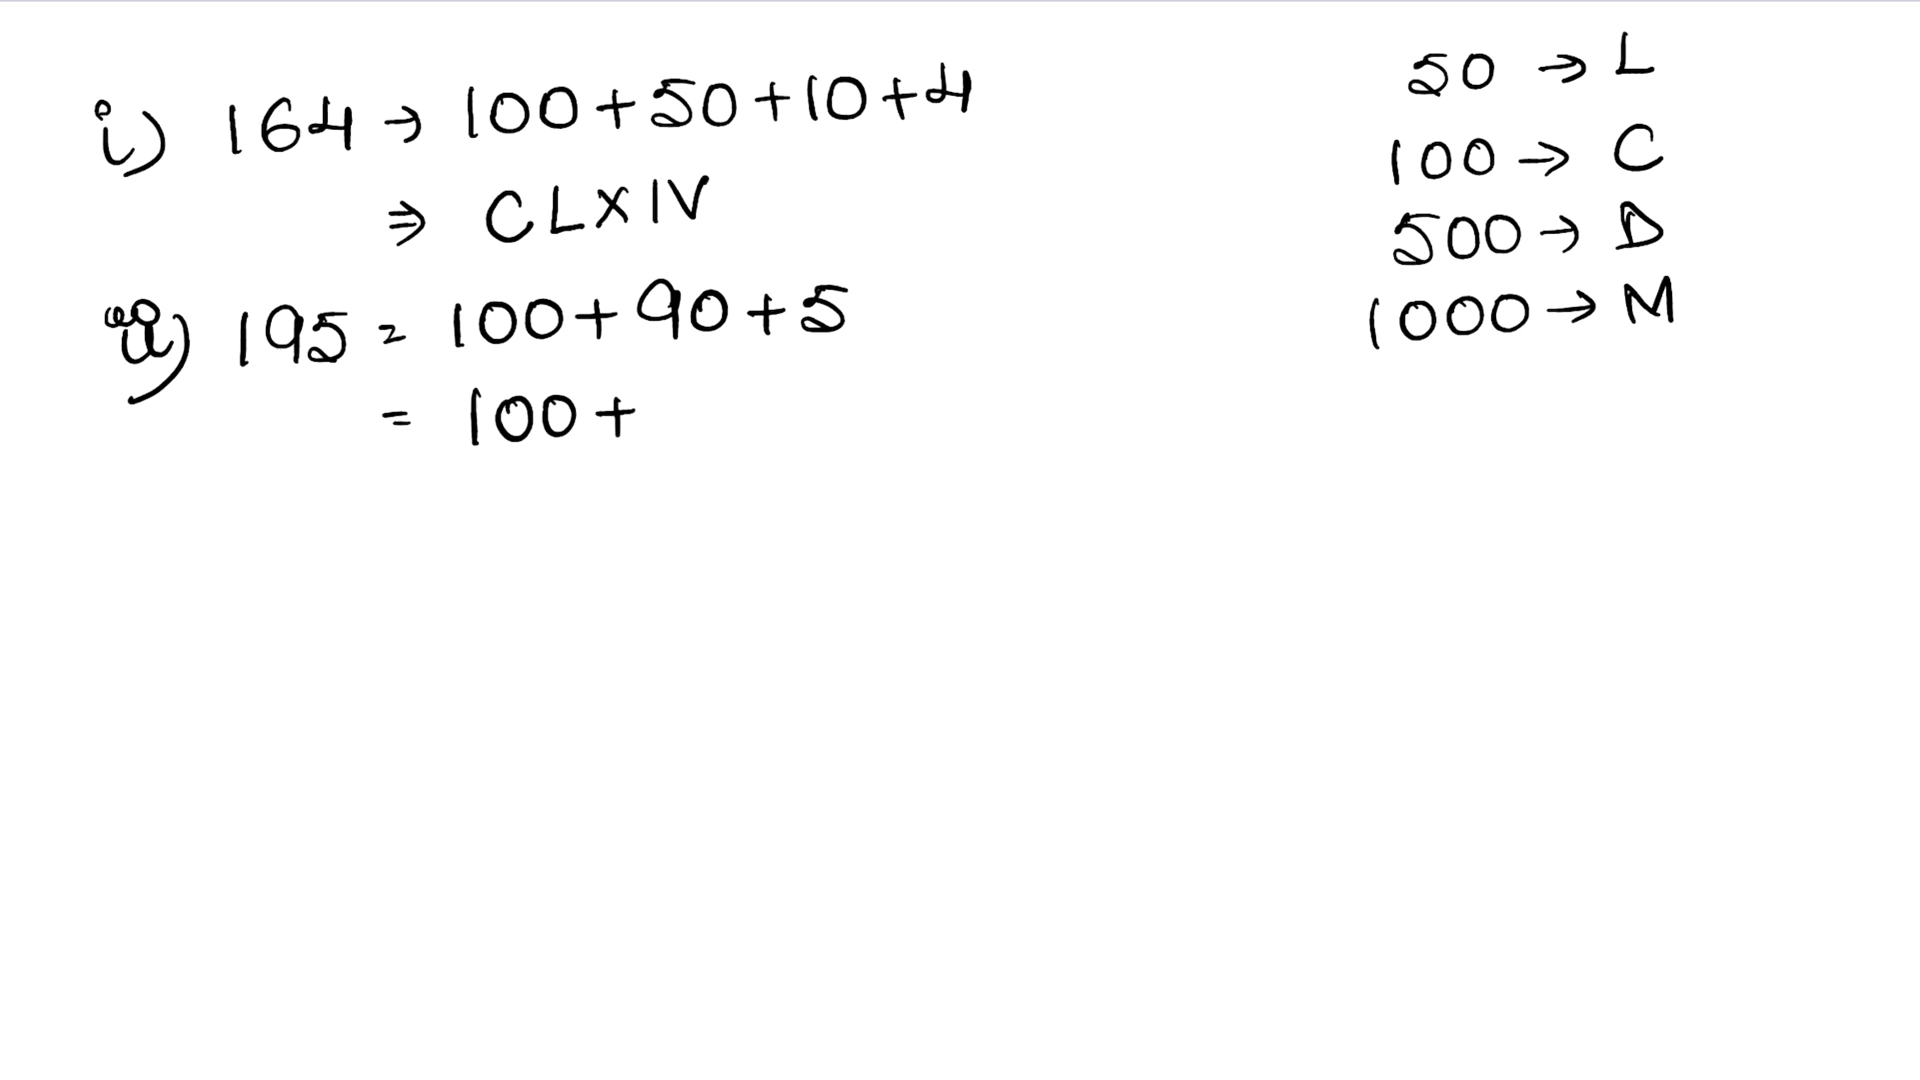 i) 164 → 100+50+10+4
⇒ CLXIV
ii) 195 = 100+90+5
= 100+
50 → L
100 → C
500 → D
1000 → M